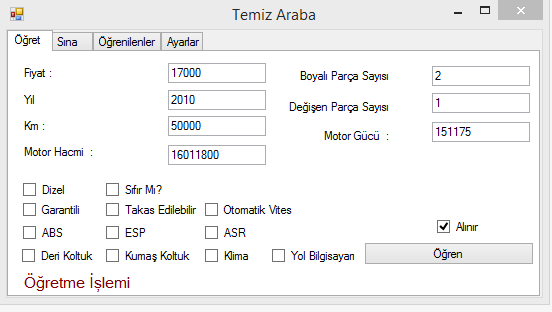 Temiz Araba
Öğret Sına Öğrenilenler Ayarlar
Fiyat : 17000 Boyalı Parça Sayısı 2
Yıl 2010 Değişen Parça Sayısı 1
Km : 50000 Motor Gücü : 151175
Motor Hacmi : 16011800
Dizel Sıfır Mı?
Garantili Takas Edilebilir Otomatik Vites
ABS ESP ASR Alınır
Deri Koltuk Kumaş Koltuk Klima Yol Bilgisayarı Öğren
Öğretme İşlemi